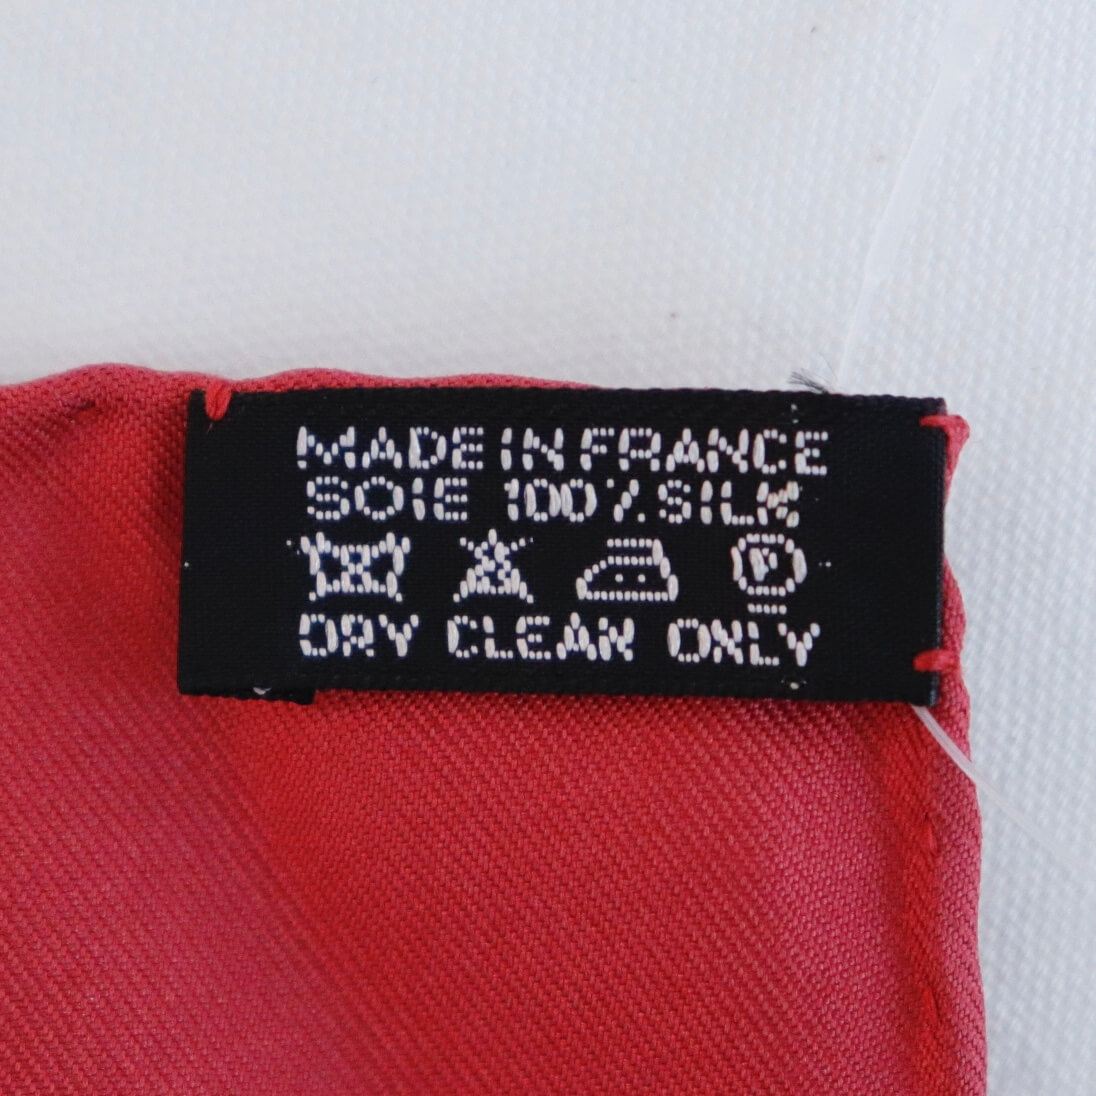 MADE IN FRANCE
SOIE 100% SILK
P
DRY CLEAN ONLY